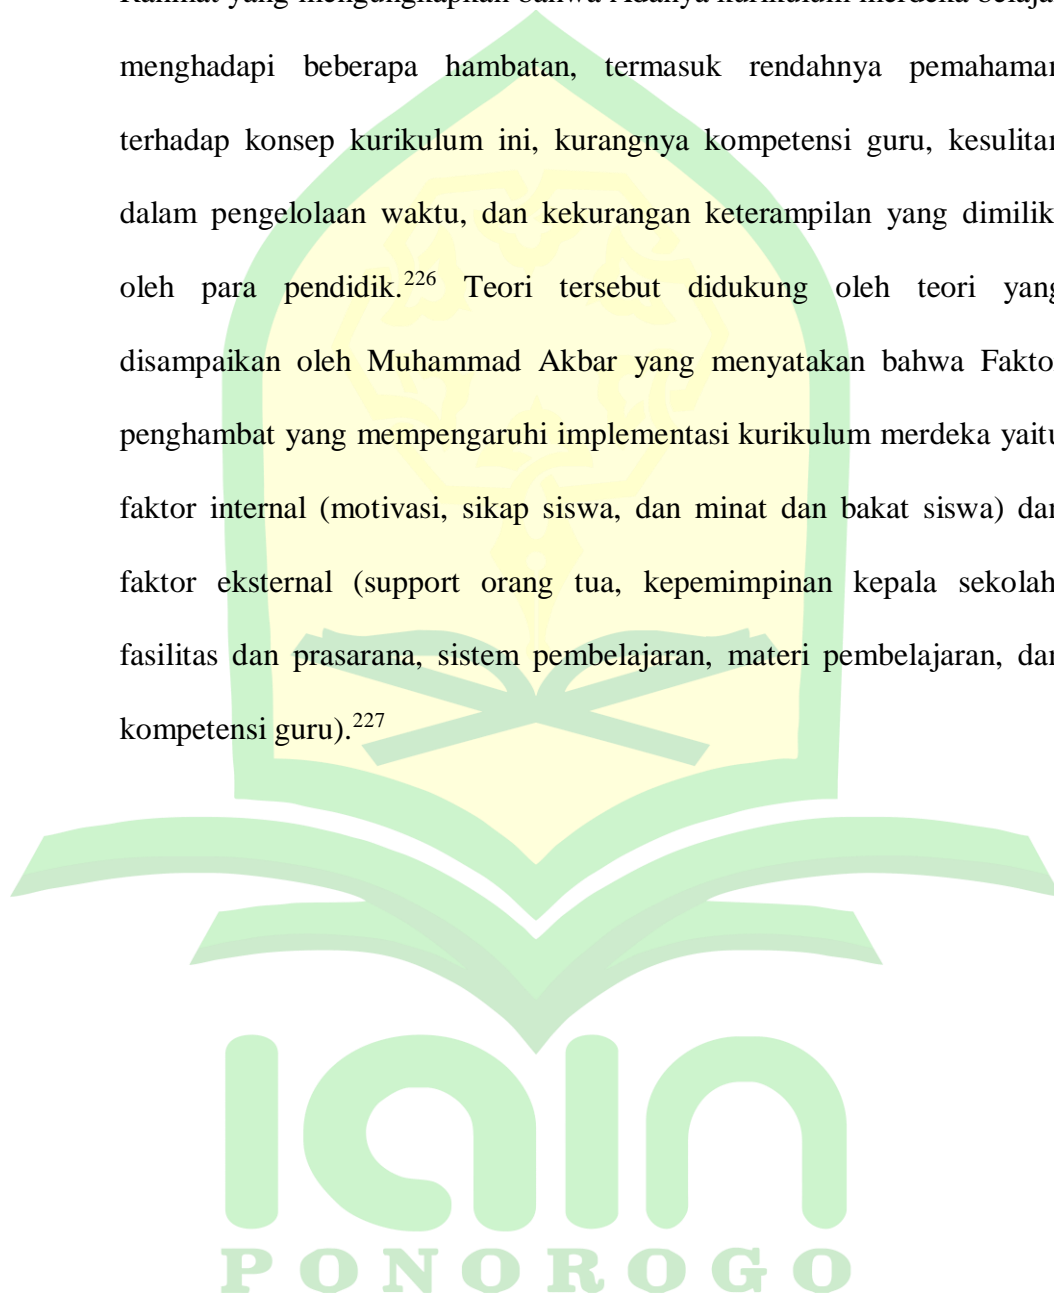 menghadapi beberapa hambatan, termasuk rendahnya pemahaman
terhadap konsep kurikulum ini, kurangnya kompetensi guru, kesulitan
dalam pengelolaan waktu, dan kekurangan keterampilan yang dimiliki
oleh para pendidik.226 Teori tersebut didukung oleh teori yang
disampaikan oleh Muhammad Akbar yang menyatakan bahwa Faktor
penghambat yang mempengaruhi implementasi kurikulum merdeka yaitu
faktor internal (motivasi, sikap siswa, dan minat dan bakat siswa) dan
faktor eksternal (support orang tua, kepemimpinan kepala sekolah
fasilitas dan prasarana, sistem pembelajaran, materi pembelajaran, dan
kompetensi guru).227
iain
PONOROGO